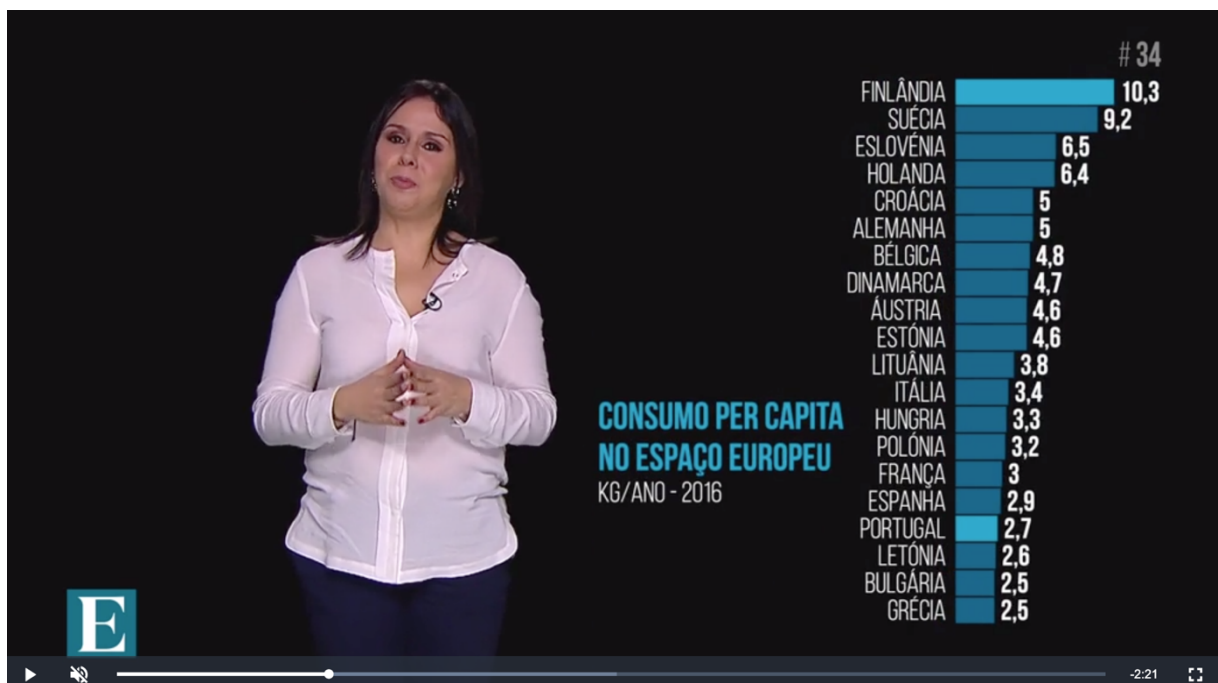 # 34
FINLÂNDIA 10,3
SUÉCIA 9,2
ESLOVÉNIA 6,5
HOLANDA 6,4
CROÁCIA 5
ALEMANHA 5
BÉLGICA 4,8
DINAMARCA 4,7
ÁUSTRIA 4,6
ESTÓNIA 4,6
LITUÂNIA 3,8
ITÁLIA 3,4
HUNGRIA 3,3
POLÓNIA 3,2
FRANÇA 3
ESPANHA 2,9
PORTUGAL 2,7
LETÓNIA 2,6
BULGÁRIA 2,5
GRÉCIA 2,5
CONSUMO PER CAPITA
NO ESPAÇO EUROPEU
KG/ANO - 2016
E
-2:21